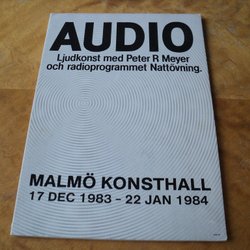 AUDIO
Ljudkonst med Peter R Meyer
och radioprogrammet Nattövning.
MALMÖ KONSTHALL
17 DEC 1983 - 22 JAN 1984